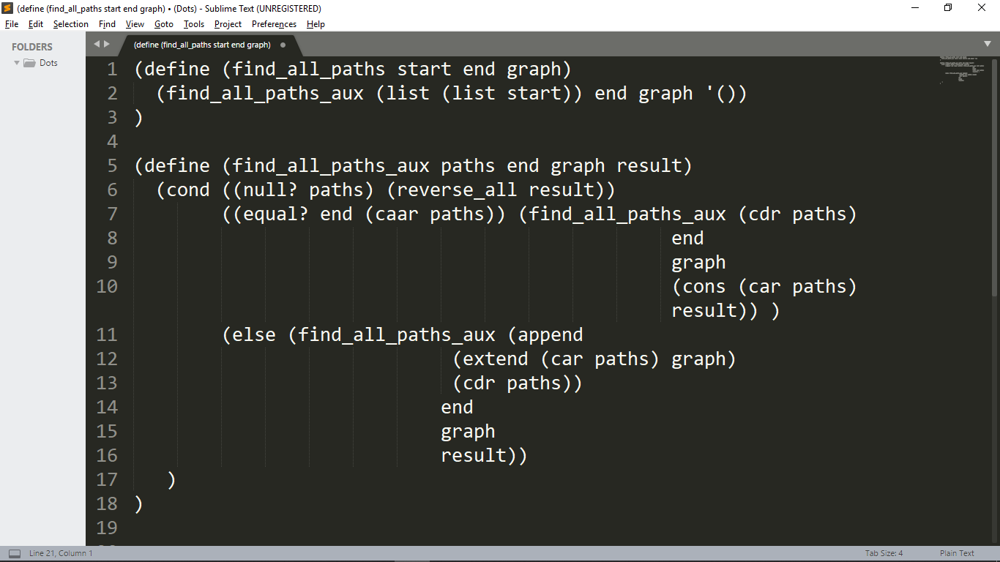 (define (find_all_paths start end graph) • (Dots) - Sublime Text (UNREGISTERED)
File Edit Selection Find View Goto Tools Project Preferences Help
FOLDERS
Dots
(define (find_all_paths start end graph)
1 (define (find_all_paths start end graph)
2 (find_all_paths_aux (list (list start)) end graph '())
3 )
4
5 (define (find_all_paths_aux paths end graph result)
6 (cond ((null? paths) (reverse_all result))
7 ((equal? end (caar paths)) (find_all_paths_aux (cdr paths)
8 end
9 graph
10 (cons (car paths)
result)) )
11 (else (find_all_paths_aux (append
12 (extend (car paths) graph)
13 (cdr paths))
14 end
15 graph
16 result))
17 )
18 )
19
Line 21, Column 1
Tab Size: 4
Plain Text